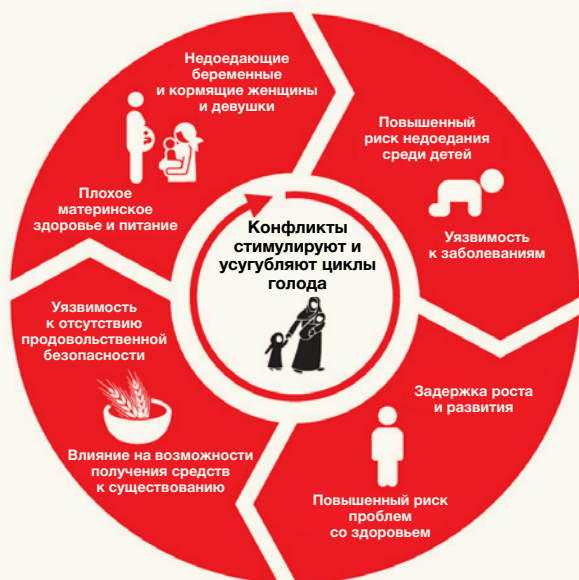 Недоедающие
беременные
и кормящие женщины
и девушки
Плохое
материнское
здоровье и питание
Повышенный
риск недоедания
среди детей
Уязвимость
к заболеваниям
Задержка роста
и развития
Повышенный риск
проблем
со здоровьем
Уязвимость
к отсутствию
продовольственной
безопасности
Влияние на возможности
получения средств
к существованию
Конфликты
стимулируют и
усугубляют циклы
голода